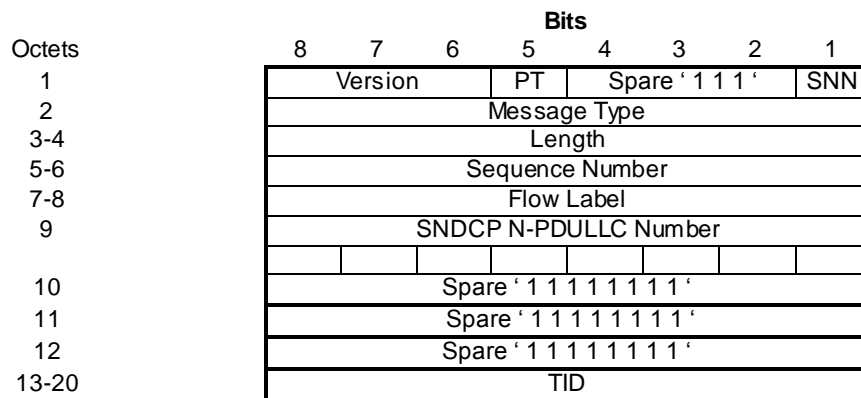 Bits
Octets 8 7 6 5 4 3 2 1
1 Version PT Spare ‘ 1 1 1 ‘ SNN
2 Message Type
3-4 Length
5-6 Sequence Number
7-8 Flow Label
9 SNDCP N-PDULLC Number
10 Spare ‘ 1 1 1 1 1 1 1 1 ‘
11 Spare ‘ 1 1 1 1 1 1 1 1 ‘
12 Spare ‘ 1 1 1 1 1 1 1 1 ‘
13-20 TID